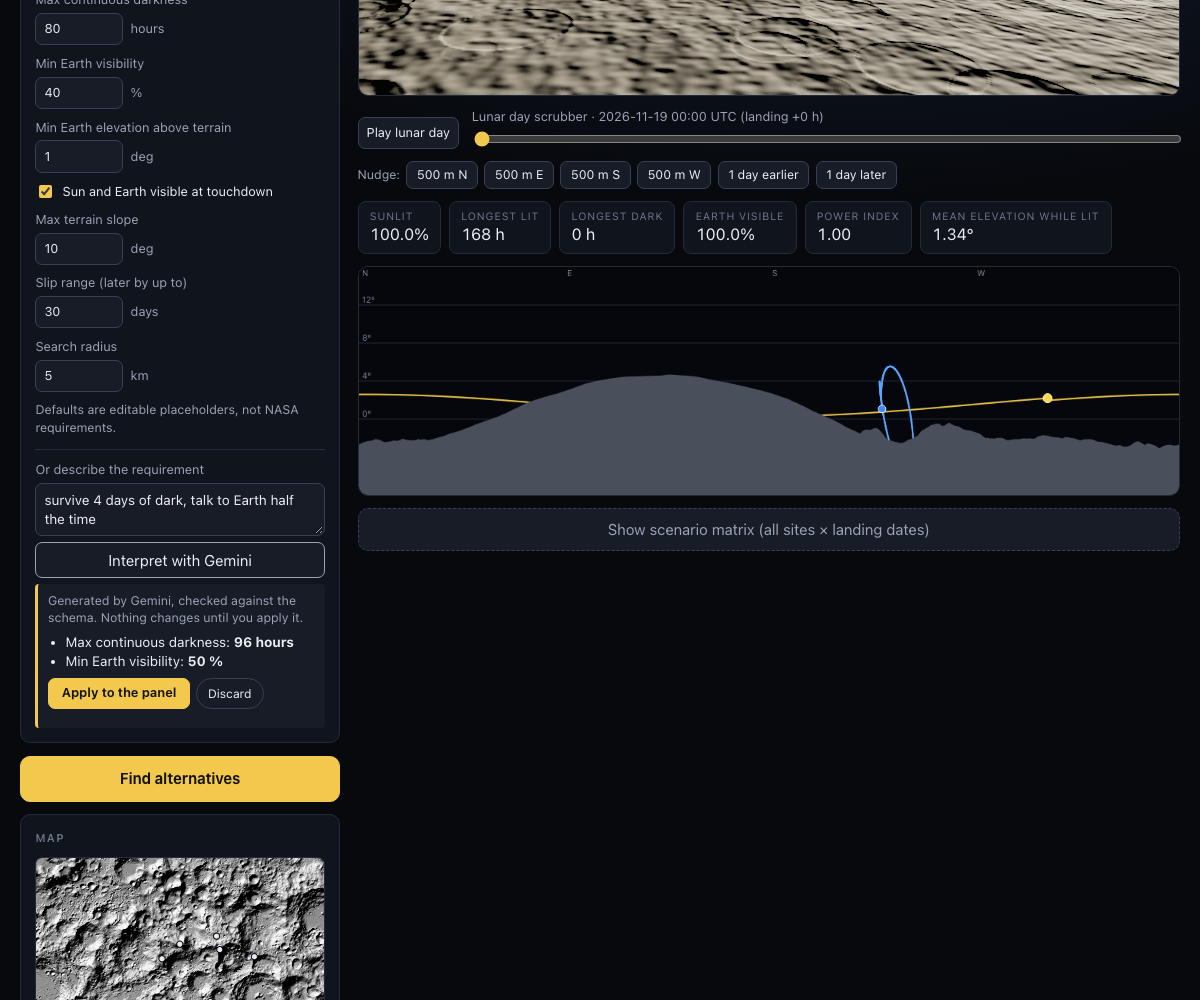 Max continuous darkness
80 hours
Min Earth visibility
40 %
Min Earth elevation above terrain
1 deg
Sun and Earth visible at touchdown
Max terrain slope
10 deg
Slip range (later by up to)
30 days
Search radius
5 km
Defaults are editable placeholders, not NASA
requirements.
Or describe the requirement
survive 4 days of dark, talk to Earth half
the time
Interpret with Gemini
Generated by Gemini, checked against the
schema. Nothing changes until you apply it.
• Max continuous darkness: 96 hours
• Min Earth visibility: 50 %
Apply to the panel Discard
Find alternatives
MAP
Play lunar day
Lunar day scrubber · 2026-11-19 00:00 UTC (landing +0 h)
Nudge: 500 m N 500 m E 500 m S 500 m W 1 day earlier 1 day later
SUNLIT
100.0%
LONGEST LIT
168 h
LONGEST DARK
0 h
EARTH VISIBLE
100.0%
POWER INDEX
1.00
MEAN ELEVATION WHILE LIT
1.34°
N E S W
12°
8°
4°
0°
Show scenario matrix (all sites × landing dates)